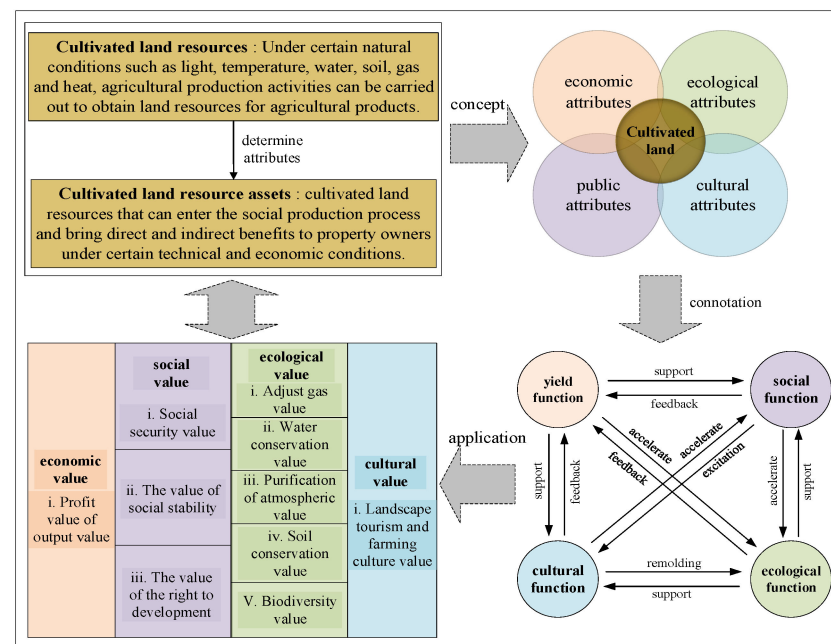 Cultivated land resources : Under certain natural
conditions such as light, temperature, water, soil, gas
and heat, agricultural production activities can be carried
out to obtain land resources for agricultural products.
determine
attributes
Cultivated land resource assets : cultivated land
resources that can enter the social production process
and bring direct and indirect benefits to property owners
under certain technical and economic conditions.
concept
economic
attributes
ecological
attributes
Cultivated
land
public
attributes
cultural
attributes
connotation
economic
value
i. Profit
value of
output value
social
value
i. Social
security value
ii. The value of
social stability
iii. The value
of the right to
development
ecological
value
i. Adjust gas
value
ii. Water
conservation
value
iii. Purification
of atmospheric
value
iv. Soil
conservation
value
V. Biodiversity
value
cultural
value
i. Landscape
tourism and
farming
culture value
application
yield
function
support
feedback
social
function
support
feedback
accelerate
feedback
accelerate
excitation
accelerate
support
cultural
function
remolding
support
ecological
function